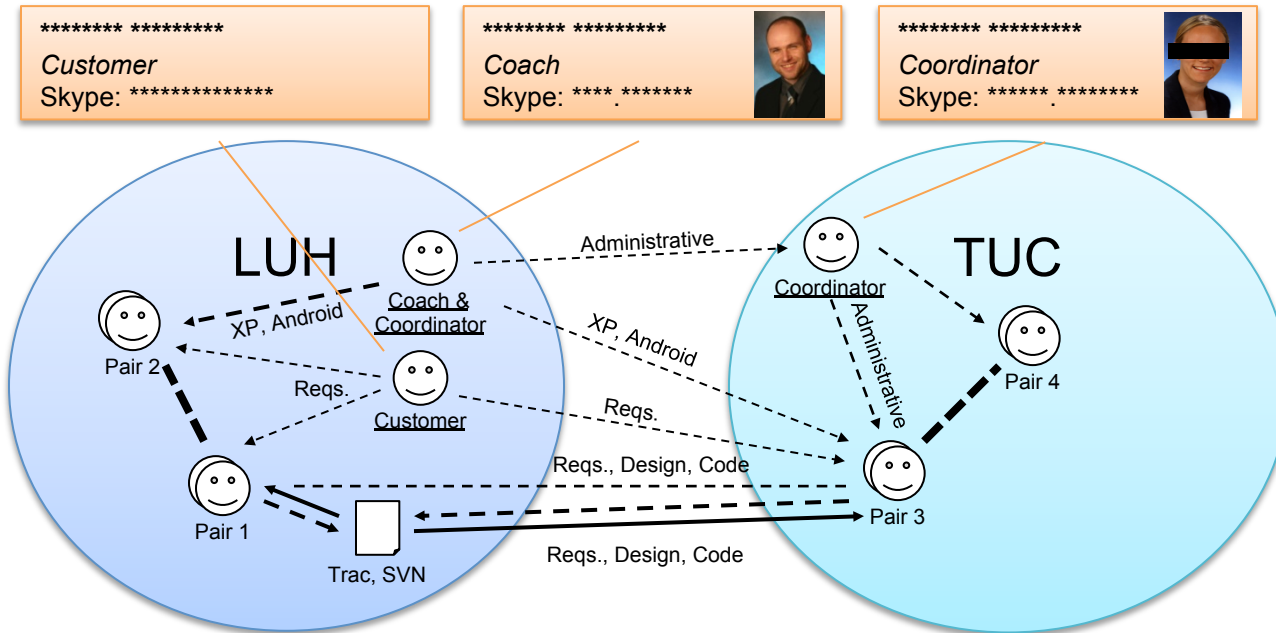 ******** *********
Customer
Skype: **************
******** *********
Coach
Skype: ****.*******
******** *********
Coordinator
Skype: ******.********
LUH
TUC
Administrative
Coach &
Coordinator
Coordinator
XP, Android
XP, Android
Administrative
Pair 2
Pair 4
Reqs.
Customer
Reqs.
Reqs., Design, Code
Pair 1
Pair 3
Reqs., Design, Code
Trac, SVN